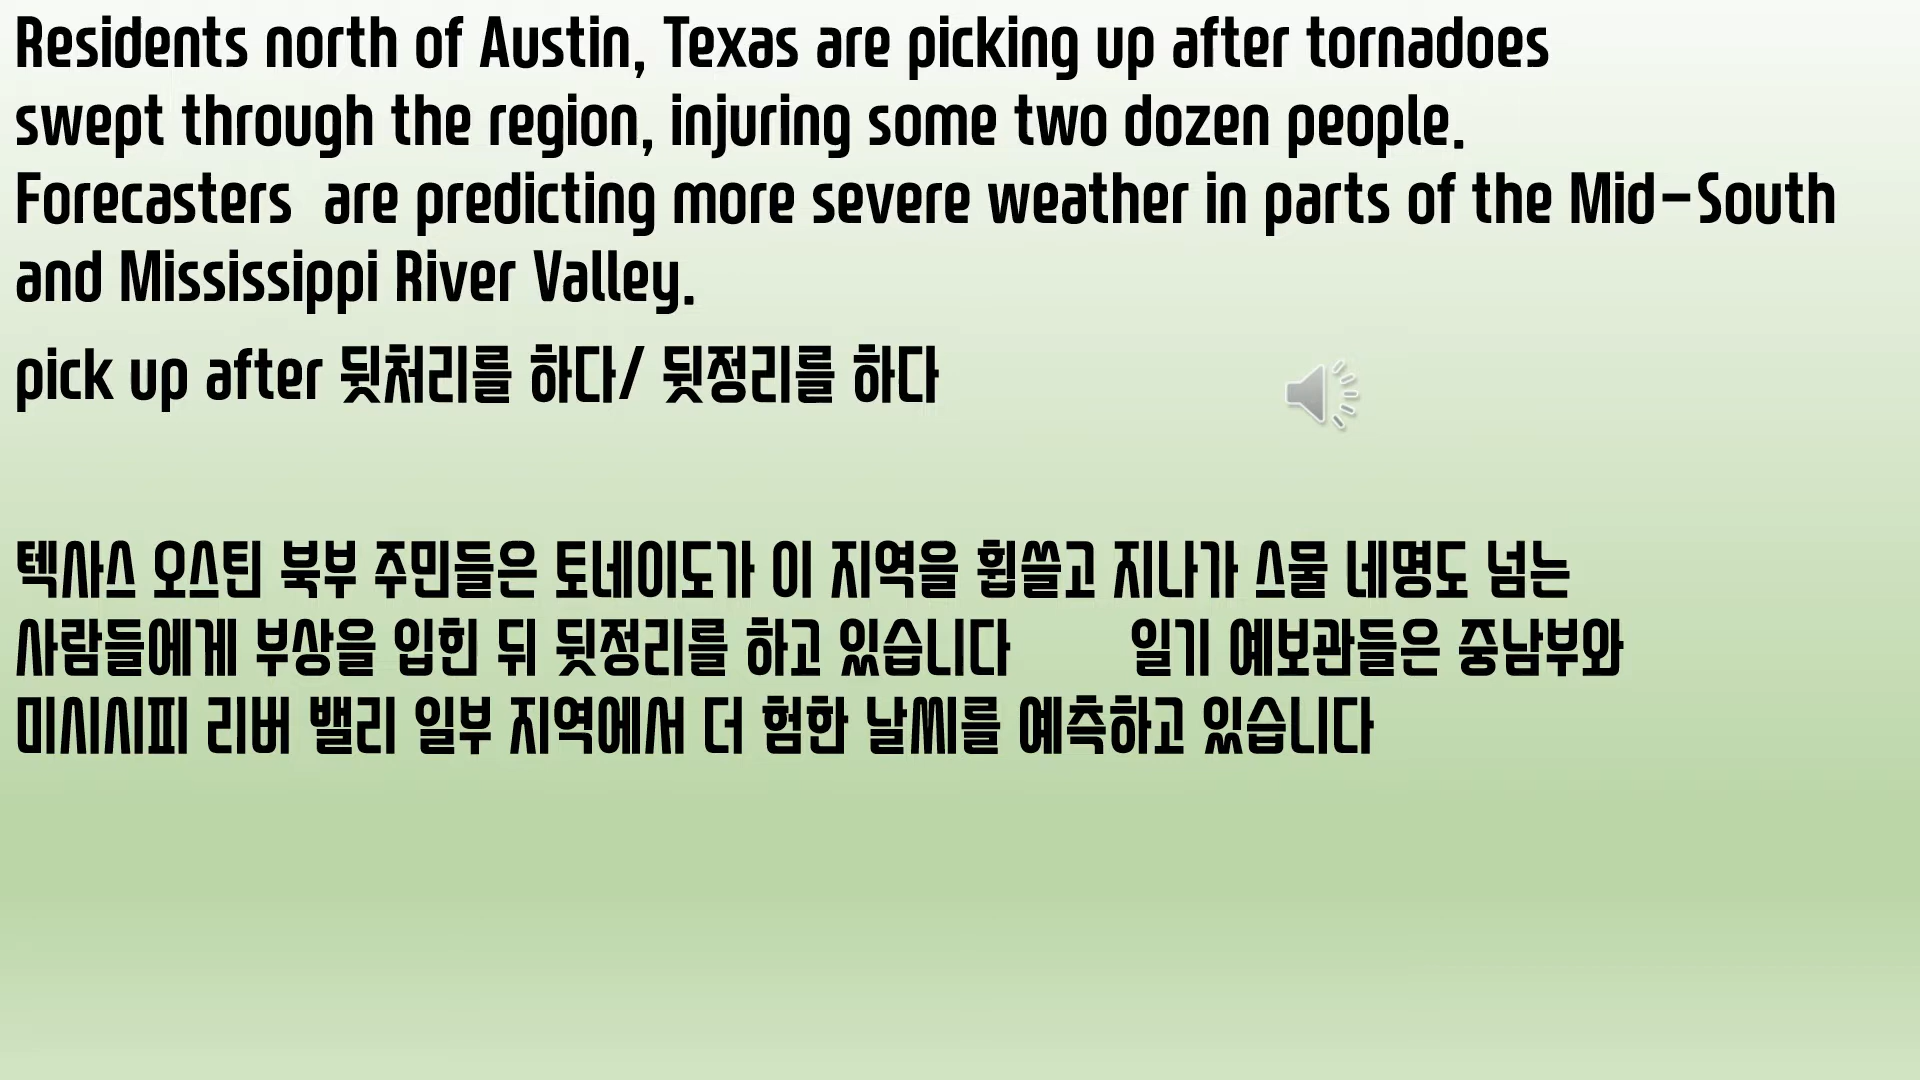 Residents north of Austin, Texas are picking up after tornadoes
swept through the region, injuring some two dozen people.
Forecasters  are predicting more severe weather in parts of the Mid-South
and Mississippi River Valley.
pick up after 뒷처리를 하다/ 뒷정리를 하다
텍사스 오스틴 북부 주민들은 토네이도가 이 지역을 휩쓸고 지나가 스물 네명도 넘는
사람들에게 부상을 입힌 뒤 뒷정리를 하고 있습니다 일기 예보관들은 중남부와
미시시피 리버 밸리 일부 지역에서 더 험한 날씨를 예측하고 있습니다